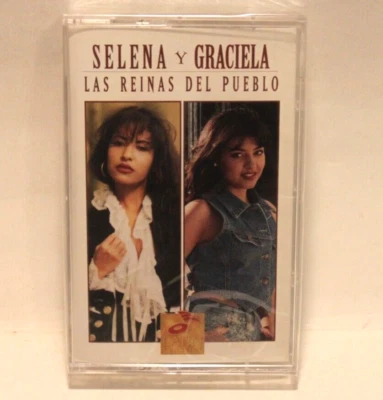 SELENA Y GRACIELA
LAS REINAS DEL PUEBLO